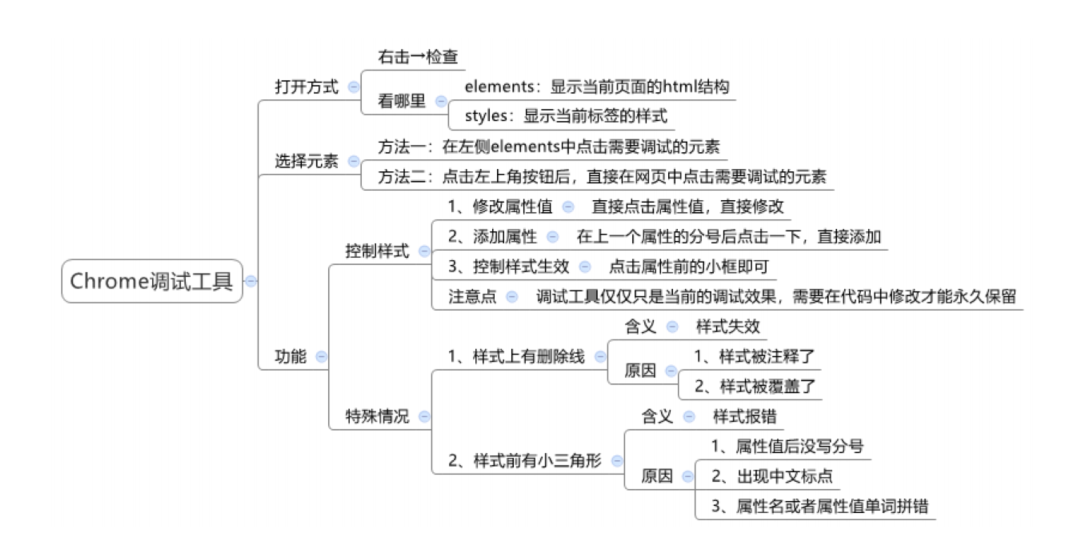 Chrome调试工具
打开方式
右击→检查
看哪里
elements：显示当前页面的html结构
styles：显示当前标签的样式
选择元素
方法一：在左侧elements中点击需要调试的元素
方法二：点击左上角按钮后，直接在网页中点击需要调试的元素
功能
控制样式
1、修改属性值
直接点击属性值，直接修改
2、添加属性
在上一个属性的分号后点击一下，直接添加
3、控制样式生效
点击属性前的小框即可
注意点
调试工具仅仅只是当前的调试效果，需要在代码中修改才能永久保留
特殊情况
1、样式上有删除线
含义
样式失效
原因
1、样式被注释了
2、样式被覆盖了
2、样式前有小三角形
含义
样式报错
原因
1、属性值后没写分号
2、出现中文标点
3、属性名或者属性值单词拼错